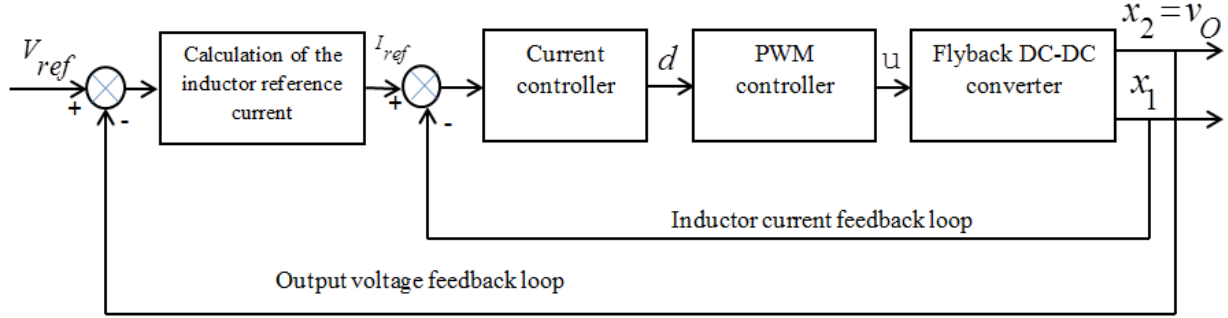 V_ref
+
-
Calculation of the
inductor reference
current
I_ref
+
-
Current
controller
d
PWM
controller
u
Flyback DC-DC
converter
x_2=v_O
x_1
Inductor current feedback loop
Output voltage feedback loop